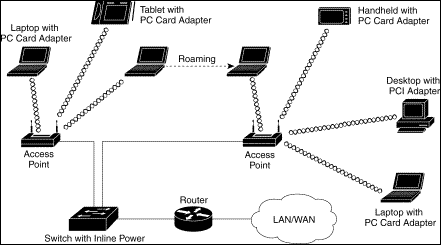 Tablet with
PC Card Adapter
Handheld with
PC Card Adapter
Laptop with
PC Card Adapter
Roaming
Desktop with
PCI Adapter
Access
Point
Access
Point
Router
LAN/WAN
Laptop with
PC Card Adapter
Switch with Inline Power